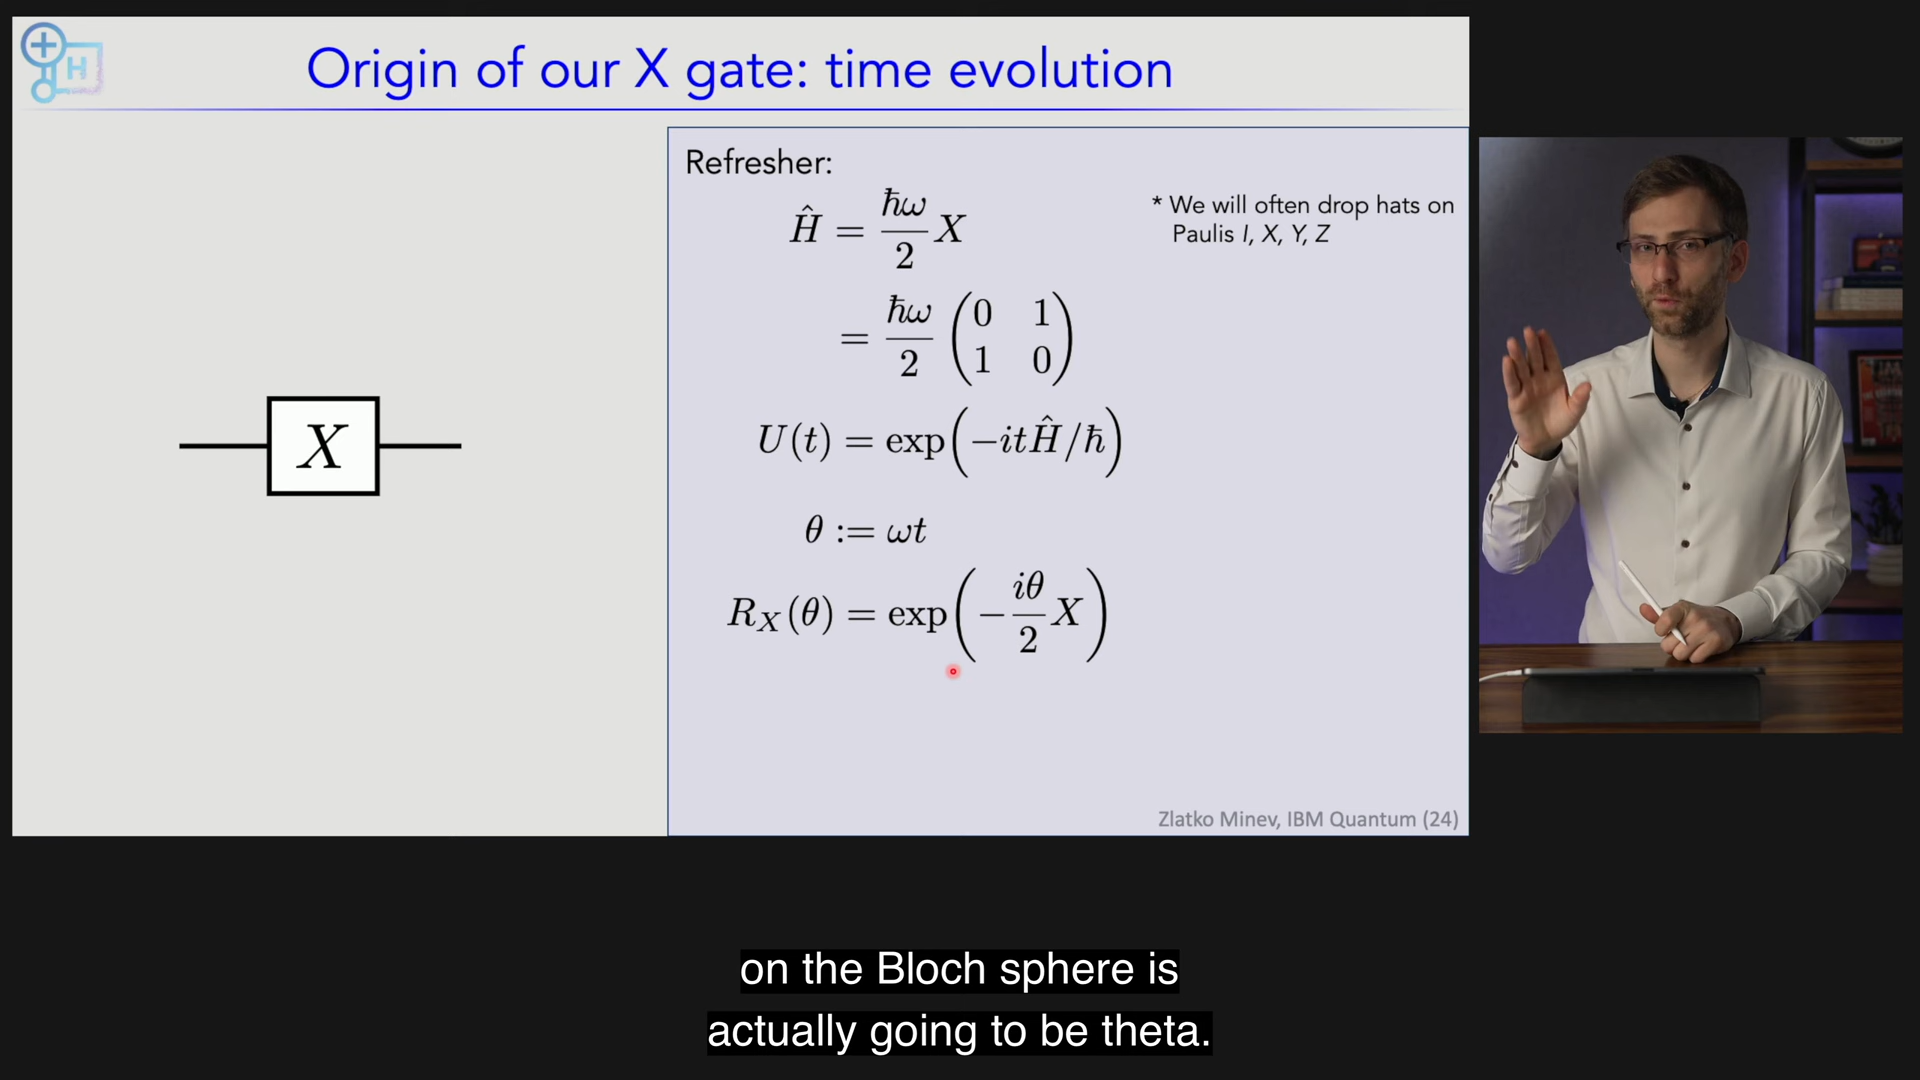 H
Origin of our X gate: time evolution
Refresher:
Ĥ = ħω/2 X
* We will often drop hats on
Paulis I, X, Y, Z
= ħω/2 (0 1
1 0)
X
U(t) = exp(−itĤ/ħ)
θ := ωt
R_X(θ) = exp(−iθ/2 X)
Zlatko Minev, IBM Quantum (24)
on the Bloch sphere is
actually going to be theta.